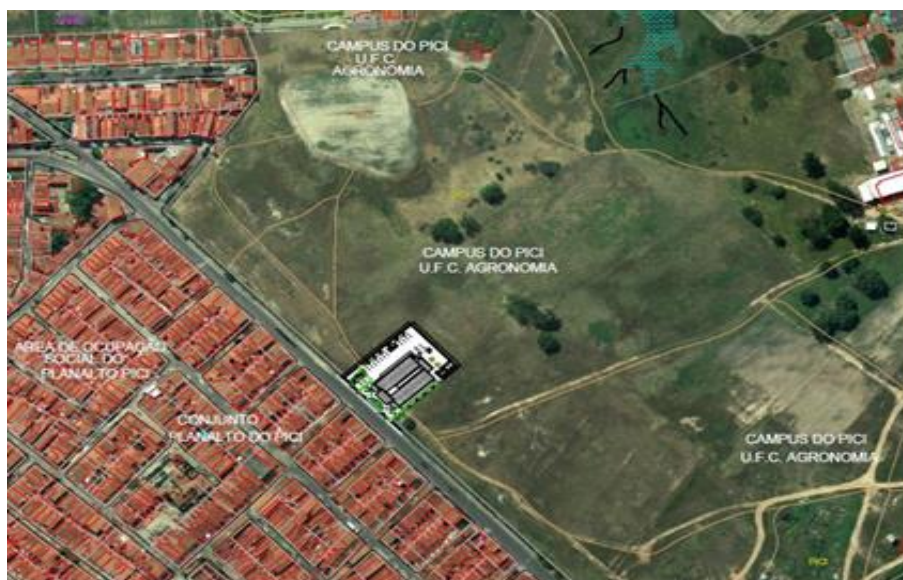 CAMPUS DO PICI
U.F.C.
AGRONOMIA
CAMPUS DO PICI
U.F.C. AGRONOMIA
ÁREA DE OCUPAÇÃO
SOCIAL DO
PLANALTO PICI
CONJUNTO
PLANALTO DO PICI
CAMPUS DO PICI
U.F.C. AGRONOMIA
PICI